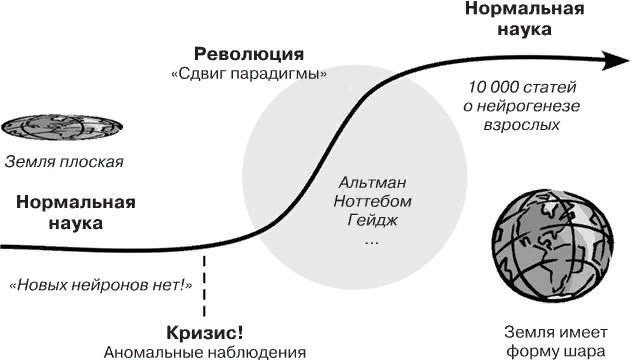 Нормальная
наука
Революция
«Сдвиг парадигмы»
10 000 статей
о нейрогенезе
взрослых
Земля плоская
Альтман
Ноттебом
Гейдж
...
Нормальная
наука
«Новых нейронов нет!»
Кризис!
Аномальные наблюдения
Земля имеет
форму шара